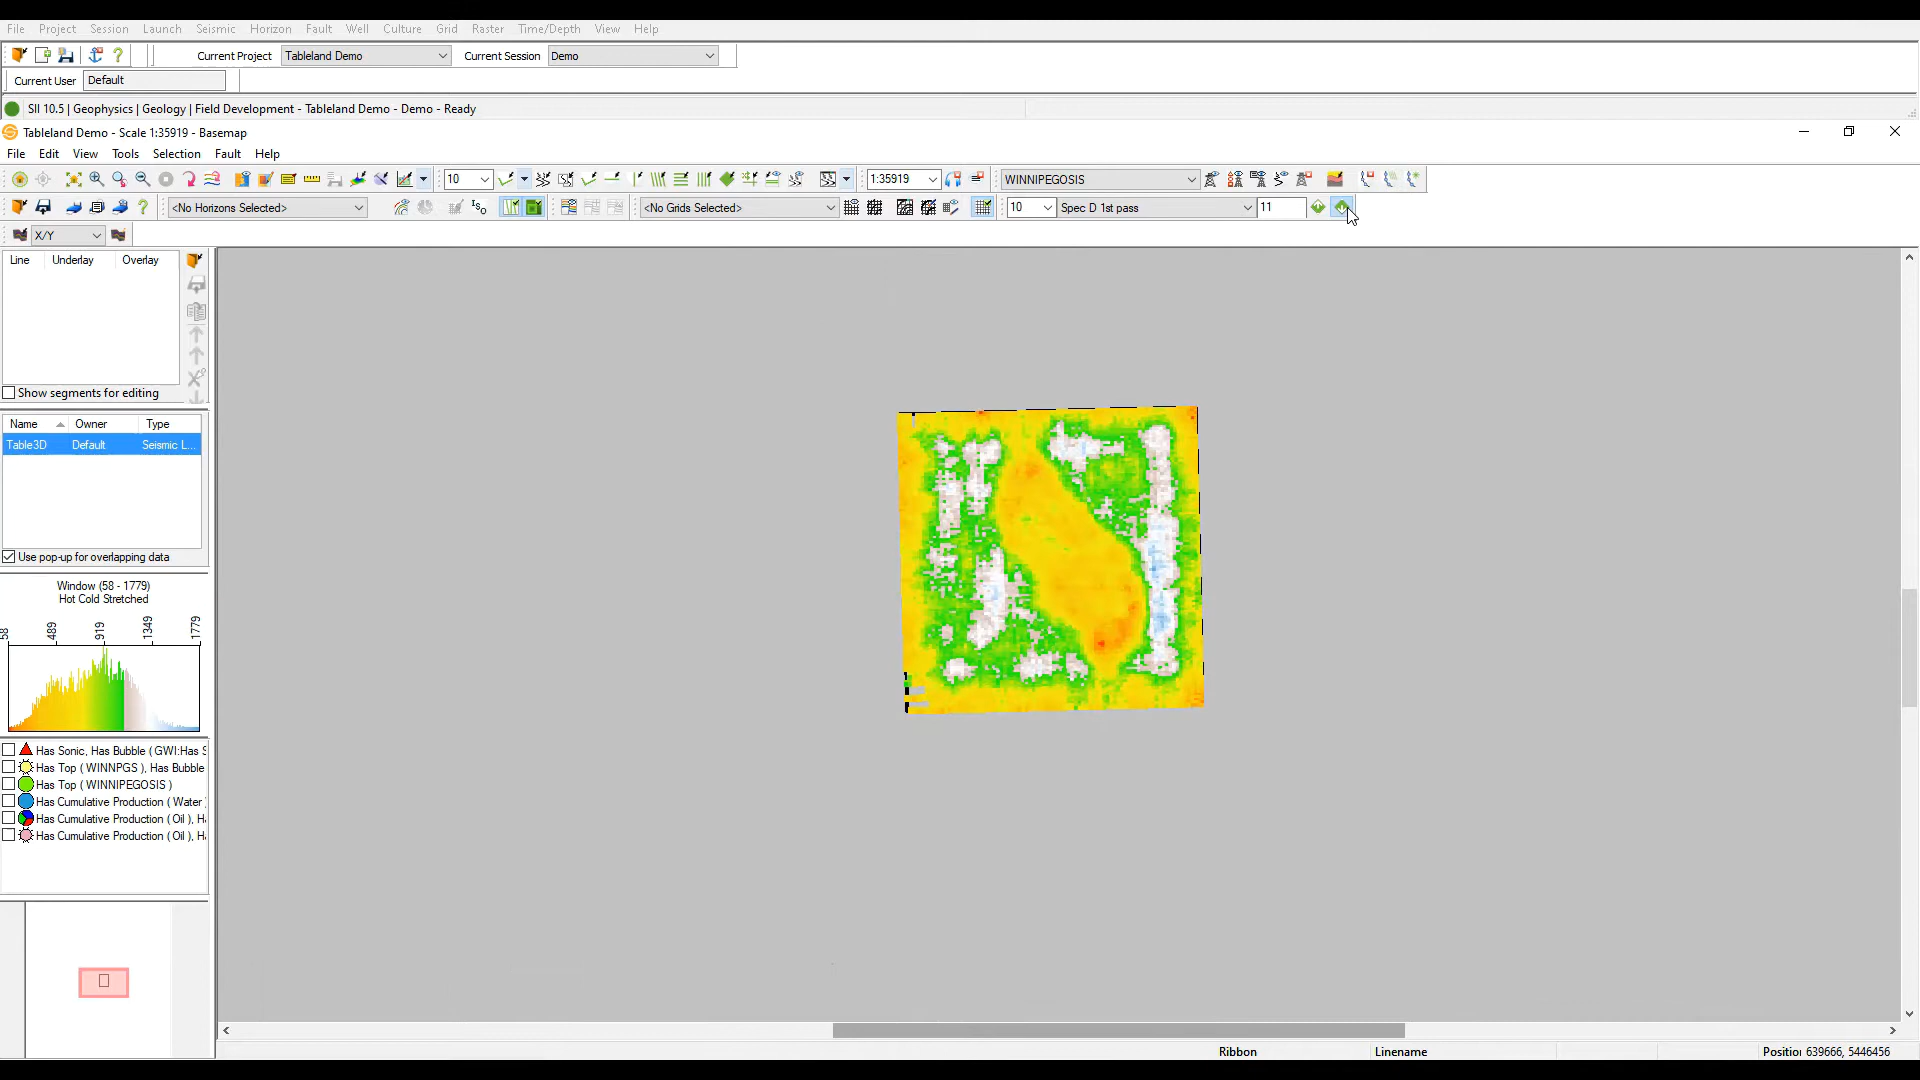 File Project Session Launch Seismic Horizon Fault Well Culture Grid Raster Time/Depth View Help
Current Project Tableland Demo Current Session Demo
Current User Default
SII 10.5 | Geophysics | Geology | Field Development - Tableland Demo - Demo - Ready
Tableland Demo - Scale 1:35919 - Basemap
File Edit View Tools Selection Fault Help
10 1:35919 WINNIPEGOSIS
<No Horizons Selected> <No Grids Selected> 10 Spec D 1st pass 11
X/Y
Line Underlay Overlay
Show segments for editing
Name Owner Type
Table3D Default Seismic L...
Use pop-up for overlapping data
Window (58 - 1779)
Hot Cold Stretched
58 489 919 1349 1779
Has Sonic, Has Bubble ( GWI:Has S
Has Top ( WINNPGS ), Has Bubble
Has Top ( WINNIPEGOSIS )
Has Cumulative Production ( Water
Has Cumulative Production ( Oil ), Ha
Has Cumulative Production ( Oil ), Ha
Ribbon Linename Position 639666, 5446456